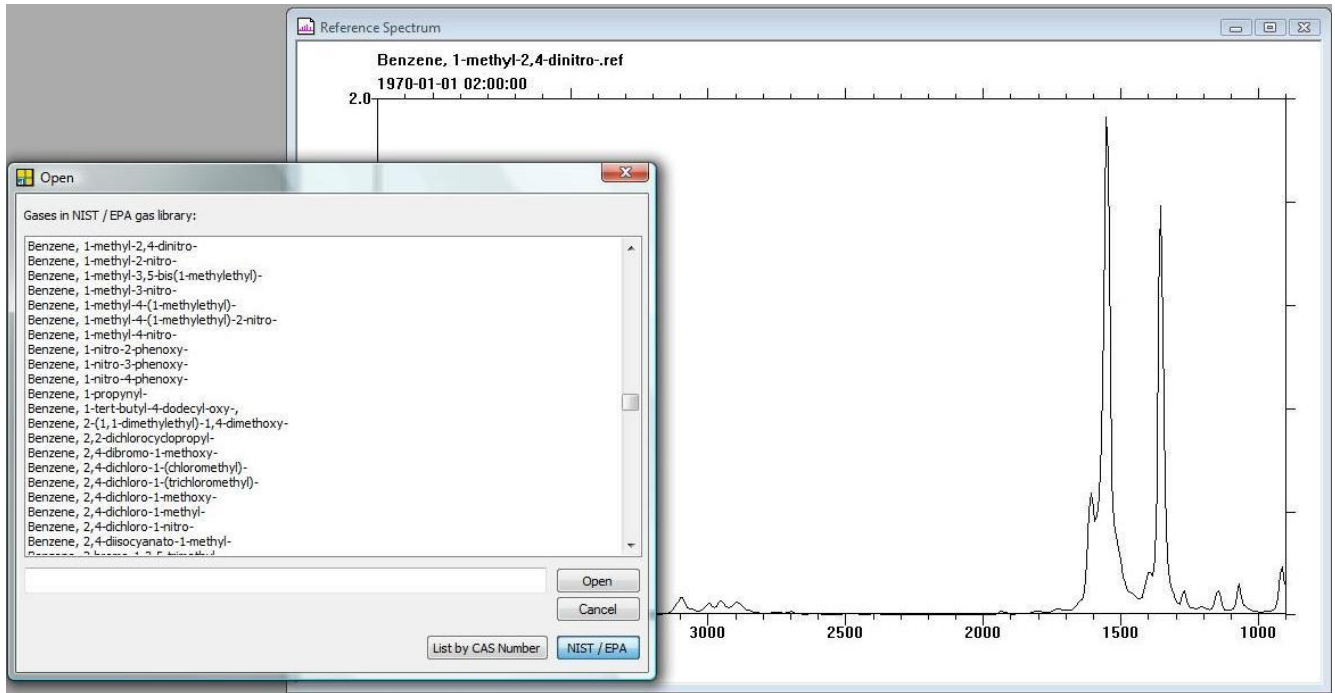 Reference Spectrum
Benzene, 1-methyl-2,4-dinitro-.ref
1970-01-01 02:00:00
2.0
3000 2500 2000 1500 1000
Open
Gases in NIST / EPA gas library:
Benzene, 1-methyl-2,4-dinitro-
Benzene, 1-methyl-2-nitro-
Benzene, 1-methyl-3,5-bis(1-methylethyl)-
Benzene, 1-methyl-3-nitro-
Benzene, 1-methyl-4-(1-methylethyl)-
Benzene, 1-methyl-4-(1-methylethyl)-2-nitro-
Benzene, 1-methyl-4-nitro-
Benzene, 1-nitro-2-phenoxy-
Benzene, 1-nitro-3-phenoxy-
Benzene, 1-nitro-4-phenoxy-
Benzene, 1-propynyl-
Benzene, 1-tert-butyl-4-dodecyl-oxy-,
Benzene, 2-(1,1-dimethylethyl)-1,4-dimethoxy-
Benzene, 2,2-dichlorocyclopropyl-
Benzene, 2,4-dibromo-1-methoxy-
Benzene, 2,4-dichloro-1-(chloromethyl)-
Benzene, 2,4-dichloro-1-(trichloromethyl)-
Benzene, 2,4-dichloro-1-methoxy-
Benzene, 2,4-dichloro-1-methyl-
Benzene, 2,4-dichloro-1-nitro-
Benzene, 2,4-diisocyanato-1-methyl-
Open
Cancel
List by CAS Number NIST / EPA